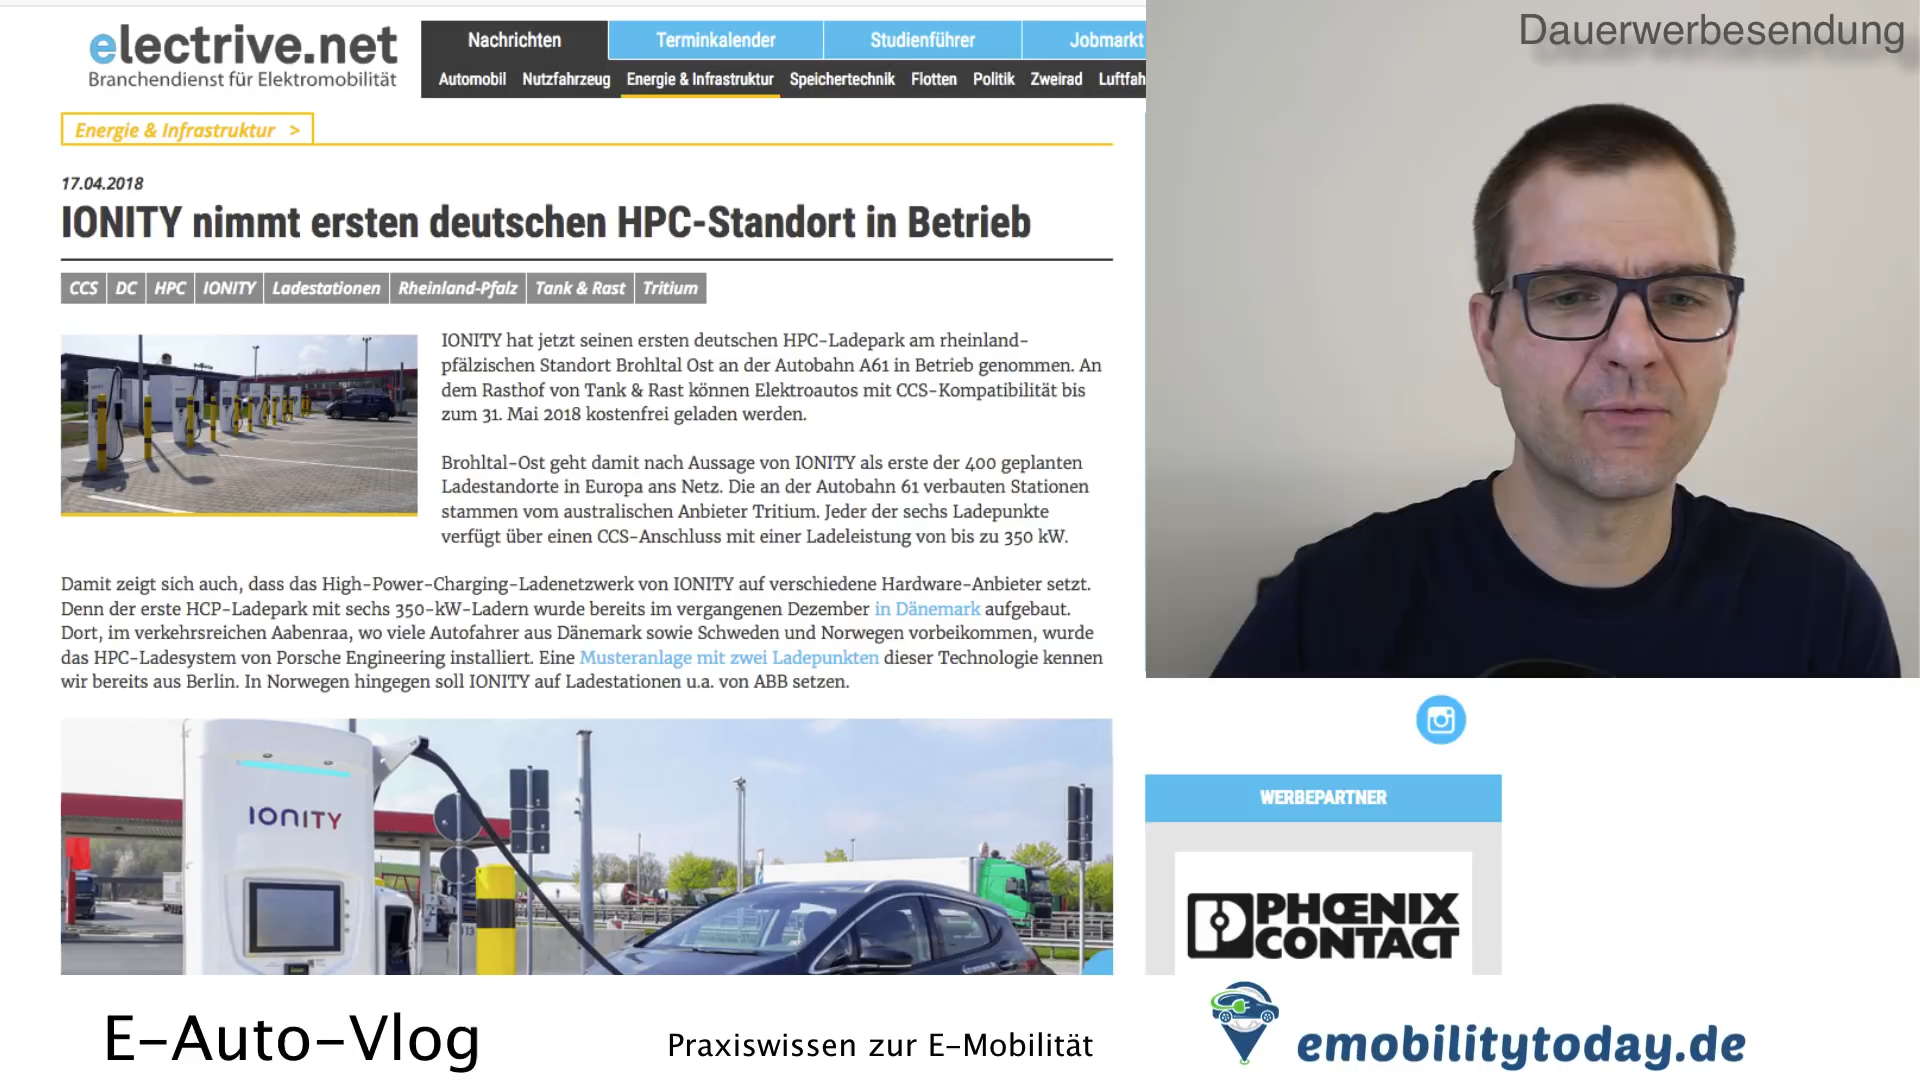 Dauerwerbesendung
electrive.net
Branchendienst für Elektromobilität
Nachrichten Terminkalender Studienführer Jobmarkt
Automobil Nutzfahrzeug Energie & Infrastruktur Speichertechnik Flotten Politik Zweirad Luftfah
Energie & Infrastruktur >
17.04.2018
IONITY nimmt ersten deutschen HPC-Standort in Betrieb
CCS DC HPC IONITY Ladestationen Rheinland-Pfalz Tank & Rast Tritium
IONITY hat jetzt seinen ersten deutschen HPC-Ladepark am rheinland-
pfälzischen Standort Brohltal Ost an der Autobahn A61 in Betrieb genommen. An
dem Rasthof von Tank & Rast können Elektroautos mit CCS-Kompatibilität bis
zum 31. Mai 2018 kostenfrei geladen werden.
Brohltal-Ost geht damit nach Aussage von IONITY als erste der 400 geplanten
Ladestandorte in Europa ans Netz. Die an der Autobahn 61 verbauten Stationen
stammen vom australischen Anbieter Tritium. Jeder der sechs Ladepunkte
verfügt über einen CCS-Anschluss mit einer Ladeleistung von bis zu 350 kW.
Damit zeigt sich auch, dass das High-Power-Charging-Ladenetzwerk von IONITY auf verschiedene Hardware-Anbieter setzt.
Denn der erste HCP-Ladepark mit sechs 350-kW-Ladern wurde bereits im vergangenen Dezember in Dänemark aufgebaut.
Dort, im verkehrsreichen Aabenraa, wo viele Autofahrer aus Dänemark sowie Schweden und Norwegen vorbeikommen, wurde
das HPC-Ladesystem von Porsche Engineering installiert. Eine Musteranlage mit zwei Ladepunkten dieser Technologie kennen
wir bereits aus Berlin. In Norwegen hingegen soll IONITY auf Ladestationen u.a. von ABB setzen.
IONITY
WERBEPARTNER
PHŒNIX
CONTACT
E-Auto-Vlog
Praxiswissen zur E-Mobilität
emobilitytoday.de